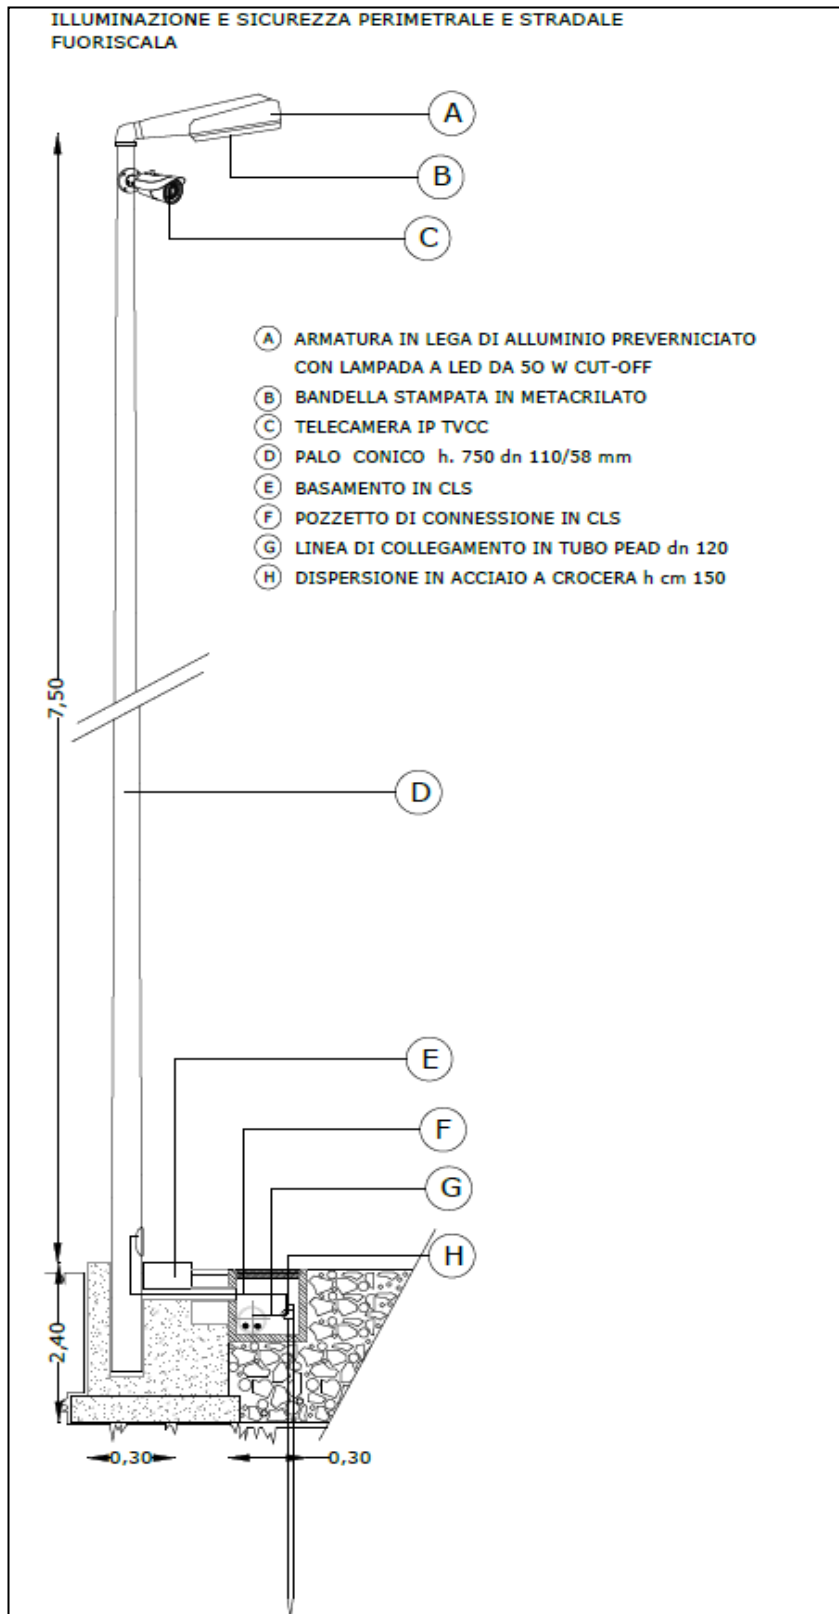 ILLUMINAZIONE E SICUREZZA PERIMETRALE E STRADALE
FUORISCALA
A
B
C
A ARMATURA IN LEGA DI ALLUMINIO PREVERNICIATO
CON LAMPADA A LED DA 50 W CUT-OFF
B BANDELLA STAMPATA IN METACRILATO
C TELECAMERA IP TVCC
D PALO CONICO h. 750 dn 110/58 mm
E BASAMENTO IN CLS
F POZZETTO DI CONNESSIONE IN CLS
G LINEA DI COLLEGAMENTO IN TUBO PEAD dn 120
H DISPERSIONE IN ACCIAIO A CROCERA h cm 150
7,50
D
E
F
G
H
2,40
0,30
0,30